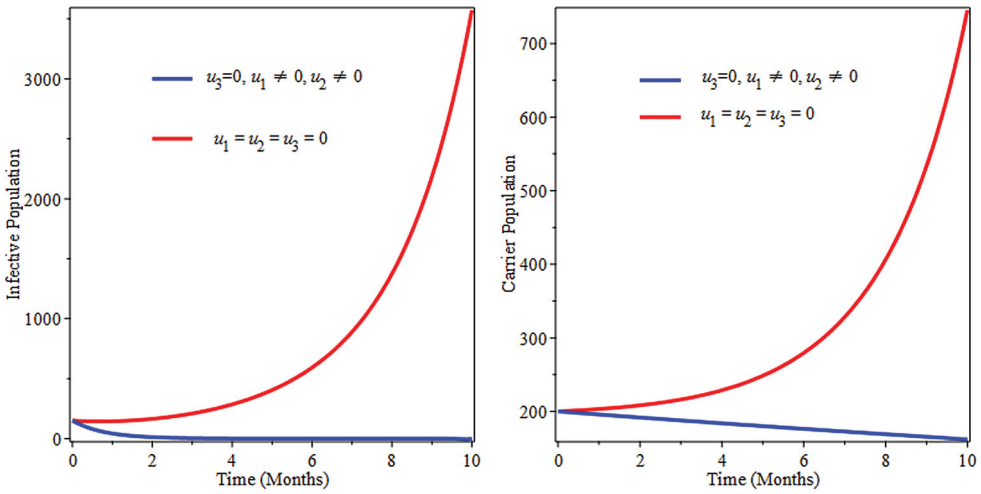 3000
2000
1000
0
Infective Population
u3=0, u1 ≠ 0, u2 ≠ 0
u1 = u2 = u3 = 0
0 2 4 6 8 10
Time (Months)
700
600
500
400
300
200
Carrier Population
u3=0, u1 ≠ 0, u2 ≠ 0
u1 = u2 = u3 = 0
0 2 4 6 8 10
Time (Months)